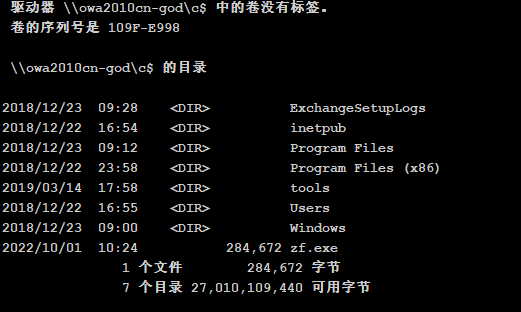 驱动器 \\owa2010cn-god\c$ 中的卷没有标签。
卷的序列号是 109F-E998
\\owa2010cn-god\c$ 的目录
2018/12/23  09:28    <DIR>          ExchangeSetupLogs
2018/12/22  16:54    <DIR>          inetpub
2018/12/23  09:12    <DIR>          Program Files
2018/12/22  23:58    <DIR>          Program Files (x86)
2019/03/14  17:58    <DIR>          tools
2018/12/22  16:55    <DIR>          Users
2018/12/23  09:00    <DIR>          Windows
2022/10/01  10:24           284,672 zf.exe
1 个文件        284,672 字节
7 个目录 27,010,109,440 可用字节